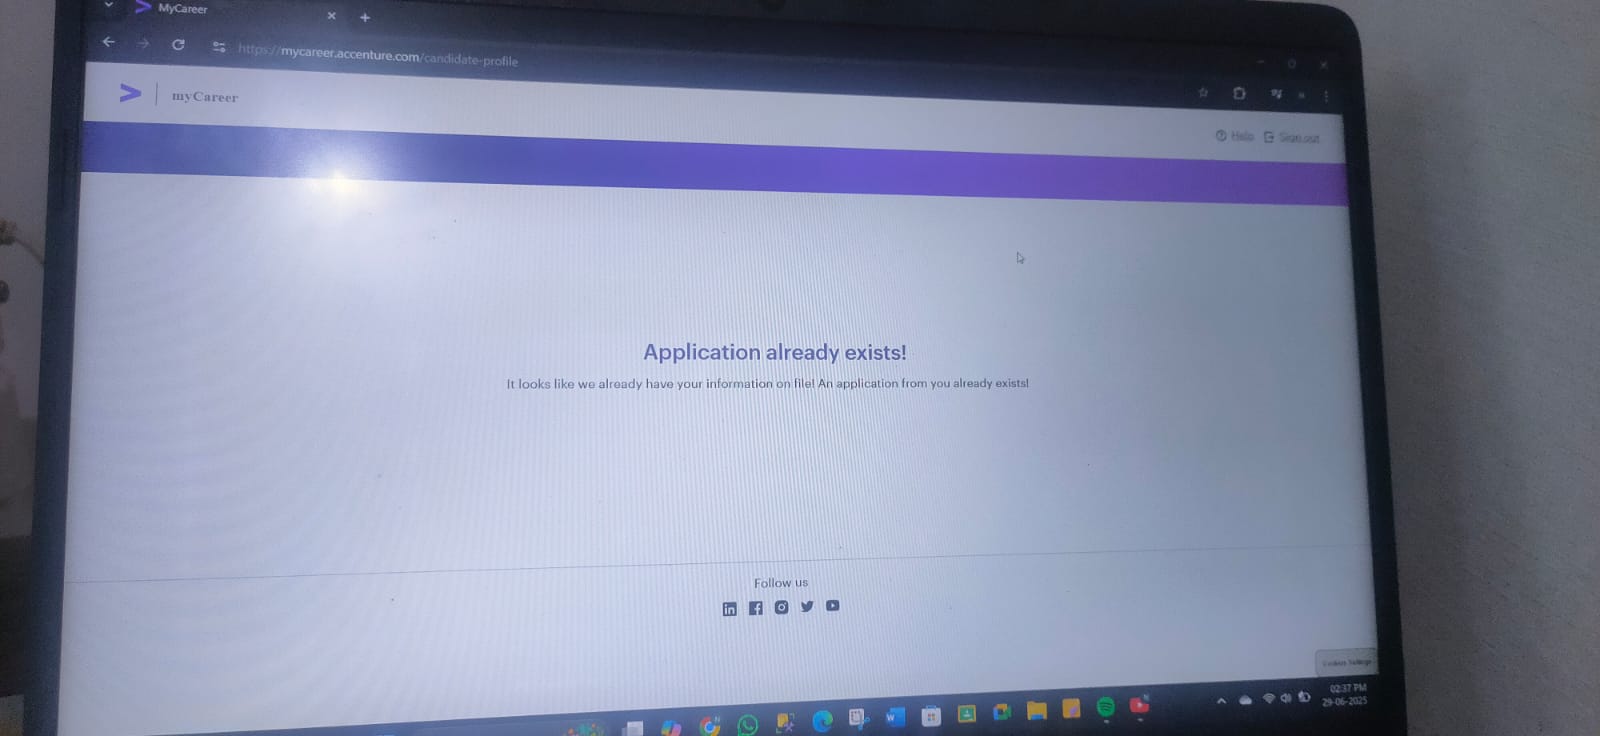 MyCareer
https://mycareer.accenture.com/candidate-profile
myCareer
Help
Sign out
Application already exists!
It looks like we already have your information on file! An application from you already exists!
Follow us
Cookies Settings
02:37 PM
29-06-2025